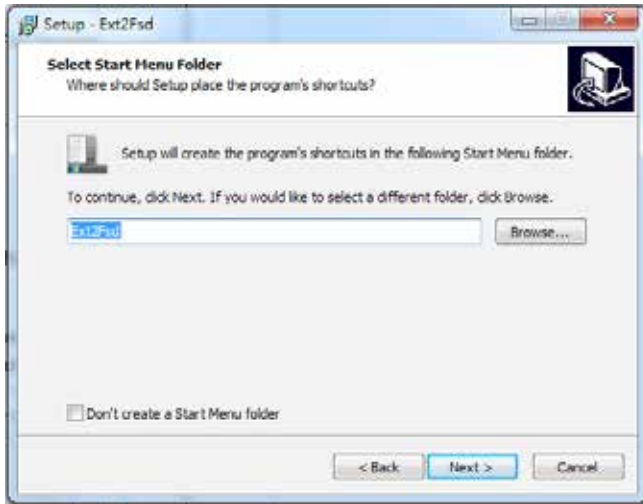 Setup - Ext2Fsd
Select Start Menu Folder
Where should Setup place the program's shortcuts?
Setup will create the program's shortcuts in the following Start Menu folder.
To continue, click Next. If you would like to select a different folder, click Browse.
Ext2Fsd
Browse...
Don't create a Start Menu folder
< Back
Next >
Cancel